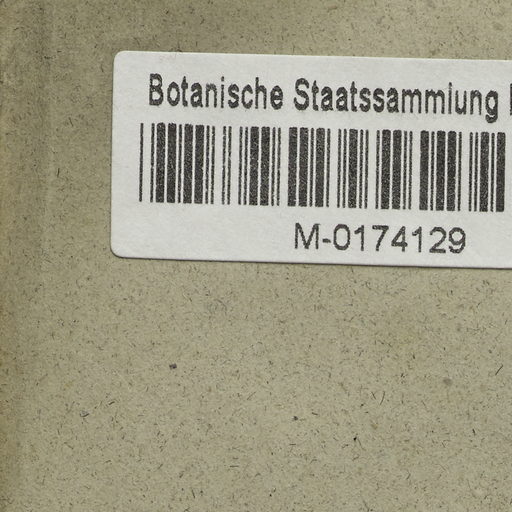 Botanische Staatssammlung
M-0174129